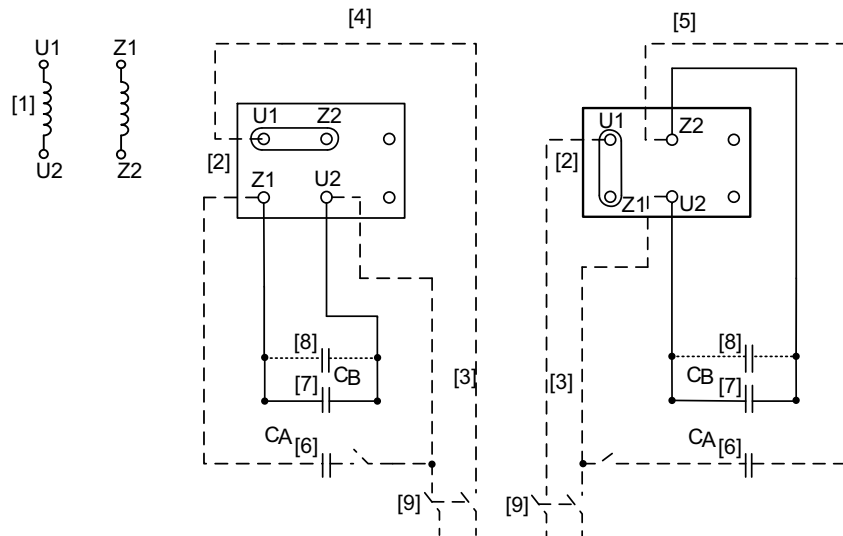 [4]
[5]
U1
Z1
[1]
U2
Z2
U1
Z2
[2]
Z1
U2
U1
Z2
[2]
Z1
U2
[8]
CB
[7]
[3]
CA
[6]
[9]
[3]
[8]
CB
[7]
CA
[6]
[9]